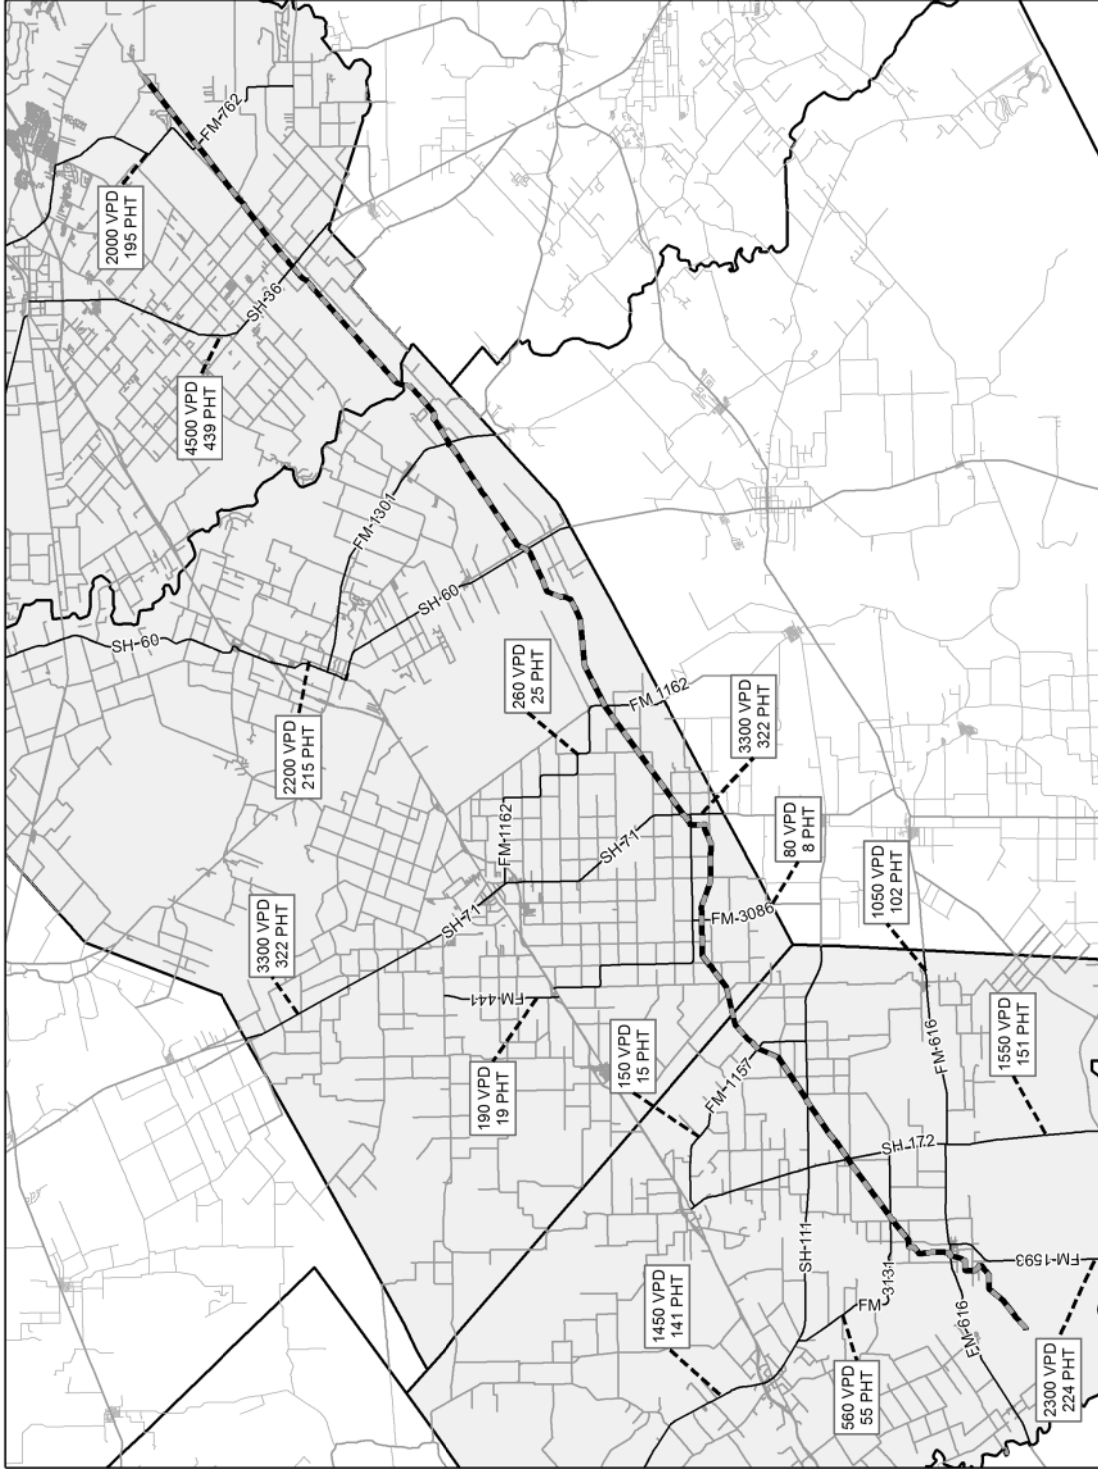 FM-762
2000 VPD
195 PHT
SH-36
4500 VPD
439 PHT
FM-1301
SH-60
SH-60
2200 VPD
215 PHT
260 VPD
25 PHT
FM 1162
3300 VPD
322 PHT
FM-1162
SH-71
80 VPD
8 PHT
SH-71
3300 VPD
322 PHT
FM-3086
1050 VPD
102 PHT
FM-441
190 VPD
19 PHT
150 VPD
15 PHT
FM-1157
FM-616
1550 VPD
151 PHT
SH 172
SH-111
FM-1593
1450 VPD
141 PHT
FM 3131
FM-616
560 VPD
55 PHT
2300 VPD
224 PHT